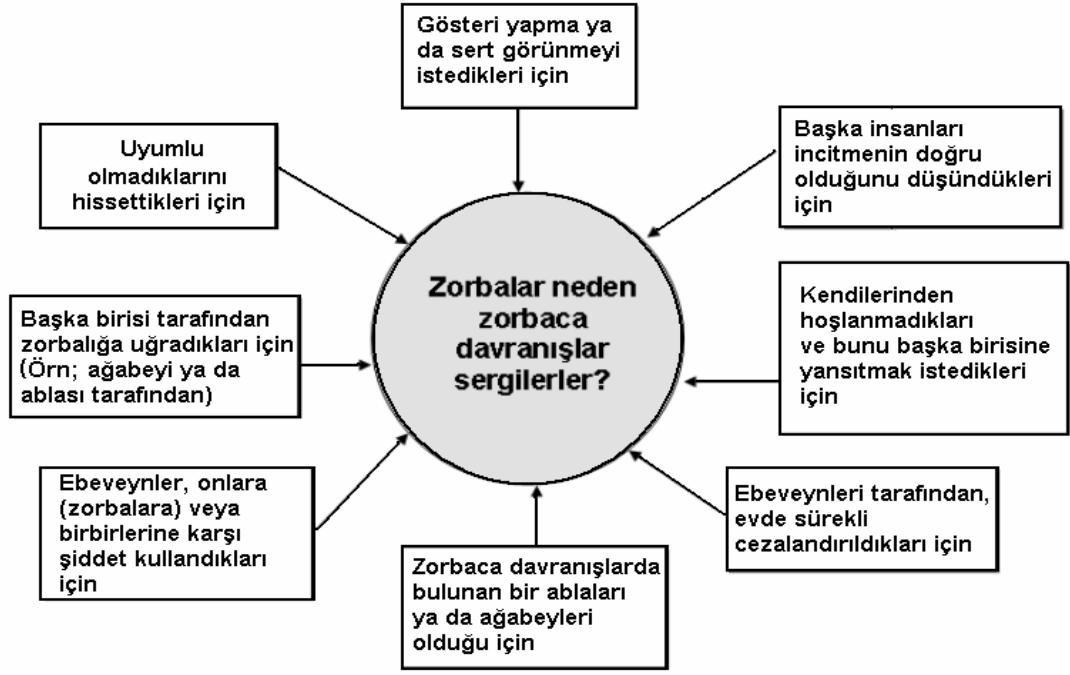 Gösteri yapma ya
da sert görünmeyi
istedikleri için
Uyumlu
olmadıklarını
hissettikleri için
Başka insanları
incitmenin doğru
olduğunu düşündükleri
için
Zorbalar neden
zorbaca
davranışlar
sergilerler?
Başka birisi tarafından
zorbalığa uğradıkları için
(Örn; ağabeyi ya da
ablası tarafından)
Kendilerinden
hoşlanmadıkları
ve bunu başka birisine
yansıtmak istedikleri
için
Ebeveynler, onlara
(zorbalara) veya
birbirlerine karşı
şiddet kullandıkları
için
Zorbaca davranışlarda
bulunan bir ablaları
ya da ağabeyleri
olduğu için
Ebeveynleri tarafından,
evde sürekli
cezalandırıldıkları için